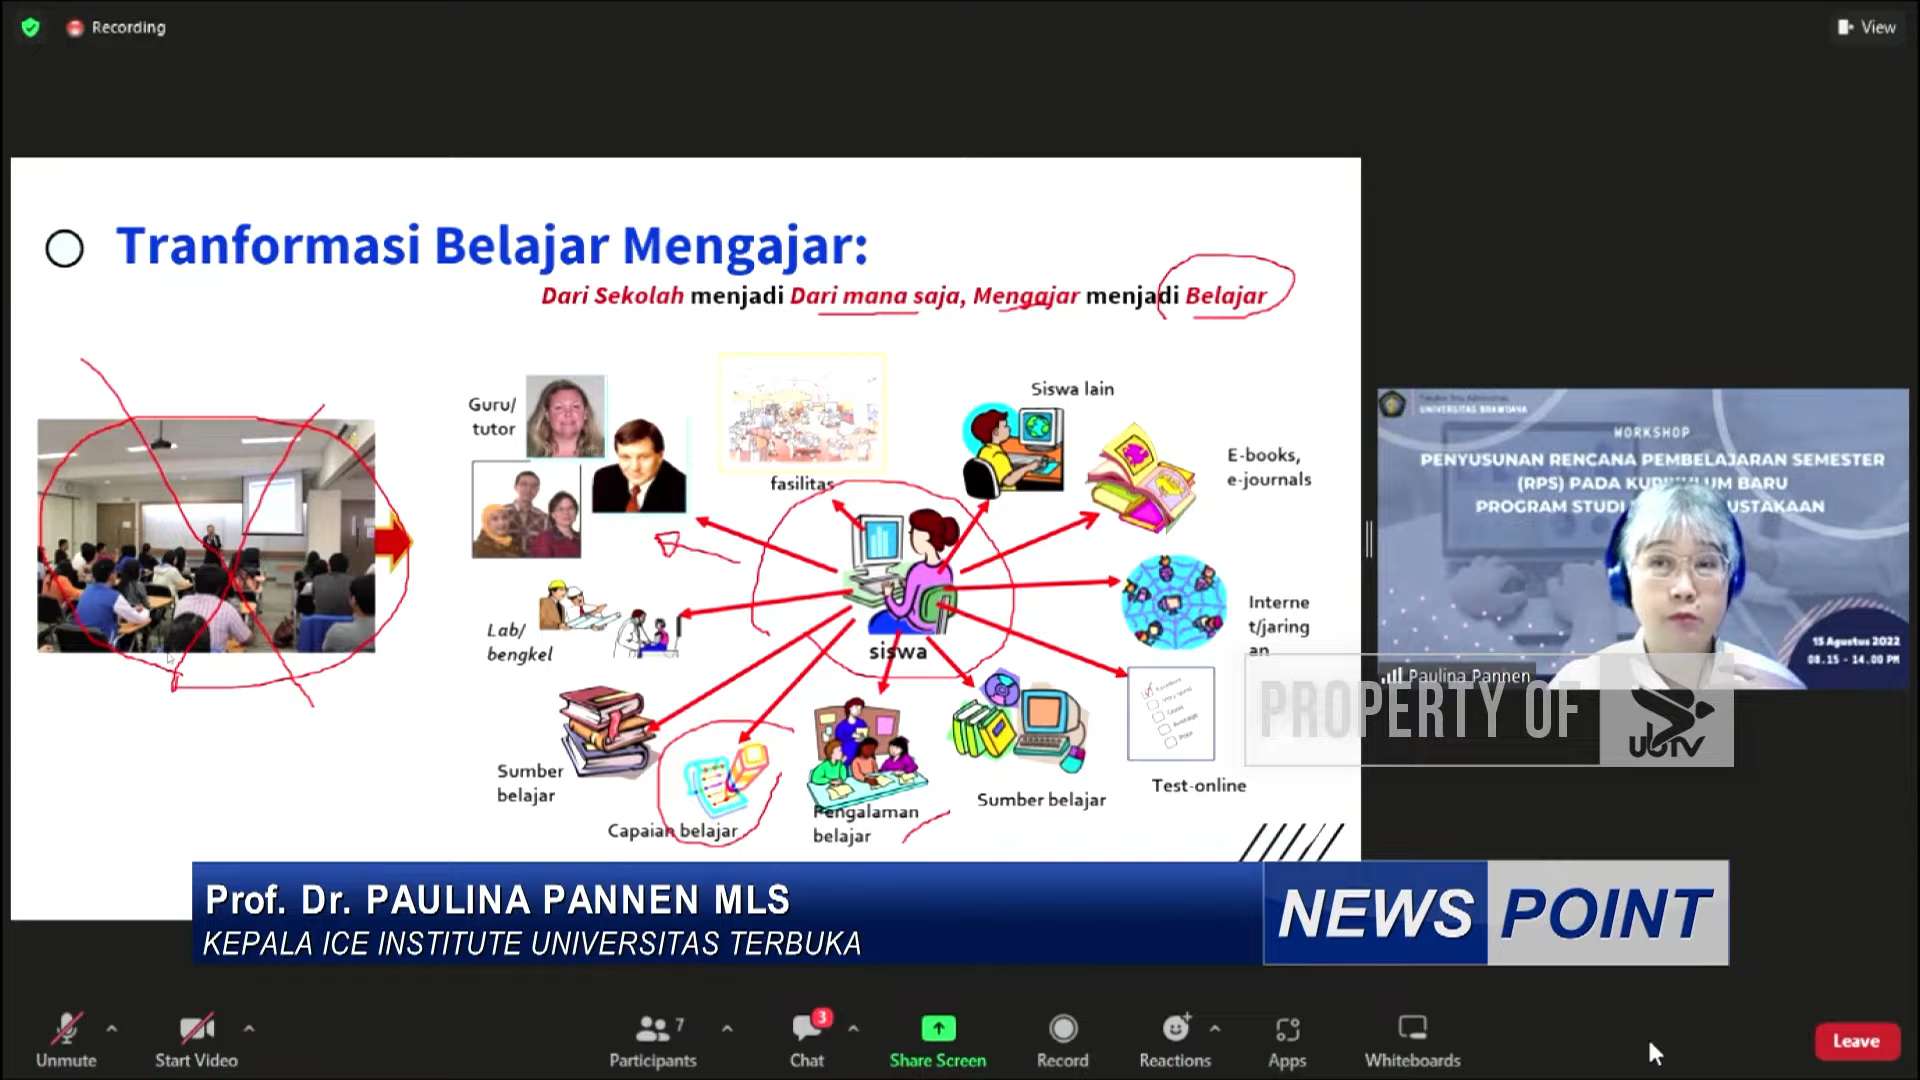 Recording
View
Tranformasi Belajar Mengajar:
Dari Sekolah menjadi Dari mana saja, Mengajar menjadi Belajar
Guru/
tutor
fasilitas
Siswa lain
E-books,
e-journals
Lab/
bengkel
siswa
Interne
t/jaring
an
Sumber
belajar
Capaian belajar
Pengalaman
belajar
Sumber belajar
Test-online
UNIVERSITAS BRAWIJAYA
WORKSHOP
PENYUSUNAN RENCANA PEMBELAJARAN SEMESTER
(RPS) PADA KURIKULUM BARU
PROGRAM STUDI
15 Agustus 2022
08.15 - 14.00 PM
Paulina Pannen
PROPERTY OF
UBTV
Prof. Dr. PAULINA PANNEN MLS
KEPALA ICE INSTITUTE UNIVERSITAS TERBUKA
NEWS POINT
Unmute
Start Video
Participants
7
Chat
3
Share Screen
Record
Reactions
Apps
Whiteboards
Leave